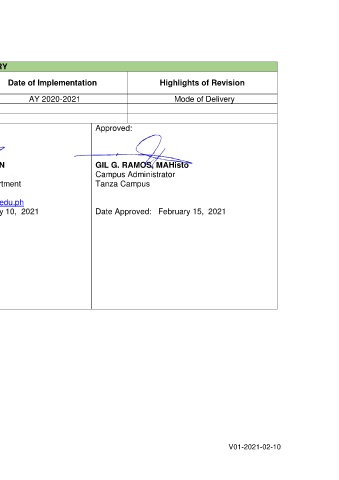 RY
Date of Implementation Highlights of Revision
AY 2020-2021 Mode of Delivery
Approved:
N GIL G. RAMOS, MAHisto
Campus Administrator
rtment Tanza Campus
edu.ph
y 10, 2021 Date Approved: February 15, 2021
V01-2021-02-10